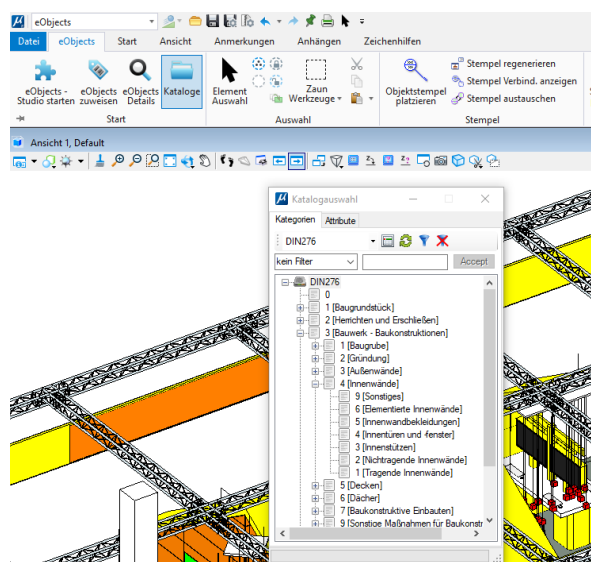 eObjects
Datei eObjects Start Ansicht Anmerkungen Anhängen Zeichenhilfen
eObjects - Studio starten
eObjects zuweisen
eObjects Details
Kataloge
Start
Element Auswahl
Zaun Werkzeuge
Auswahl
Objektstempel platzieren
Stempel regenerieren
Stempel Verbind. anzeigen
Stempel austauschen
Stempel
Ansicht 1, Default
Katalogauswahl
Kategorien Attribute
DIN276
kein Filter Accept
DIN276
0
1 [Baugrundstück]
2 [Herrichten und Erschließen]
3 [Bauwerk - Baukonstruktionen]
1 [Baugrube]
2 [Gründung]
3 [Außenwände]
4 [Innenwände]
9 [Sonstiges]
6 [Elementierte Innenwände]
5 [Innenwandbekleidungen]
4 [Innentüren und -fenster]
3 [Innenstützen]
2 [Nichttragende Innenwände]
1 [Tragende Innenwände]
5 [Decken]
6 [Dächer]
7 [Baukonstruktive Einbauten]
9 [Sonstige Maßnahmen für Baukonstr